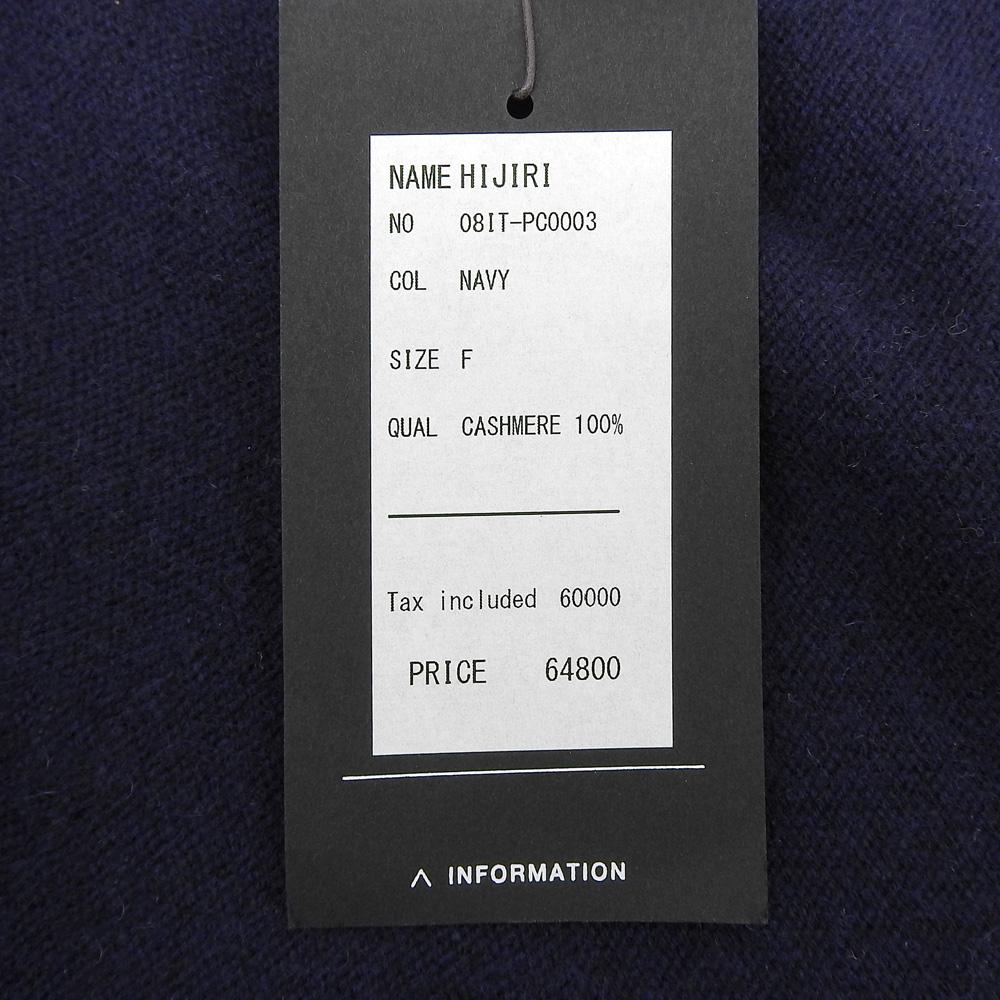 NAME HIJIRI
NO 08IT-PC0003
COL NAVY
SIZE F
QUAL CASHMERE 100%
Tax included 60000
PRICE 64800
INFORMATION